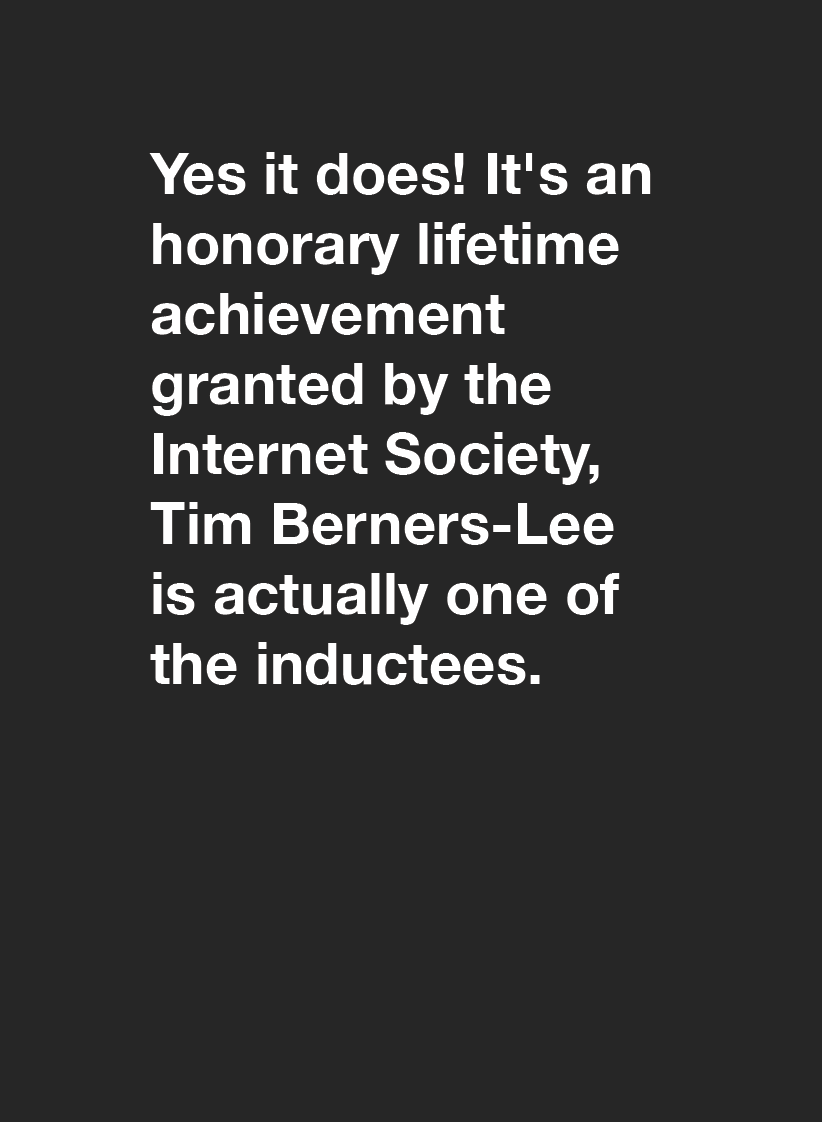 Yes it does! It's an
honorary lifetime
achievement
granted by the
Internet Society,
Tim Berners-Lee
is actually one of
the inductees.